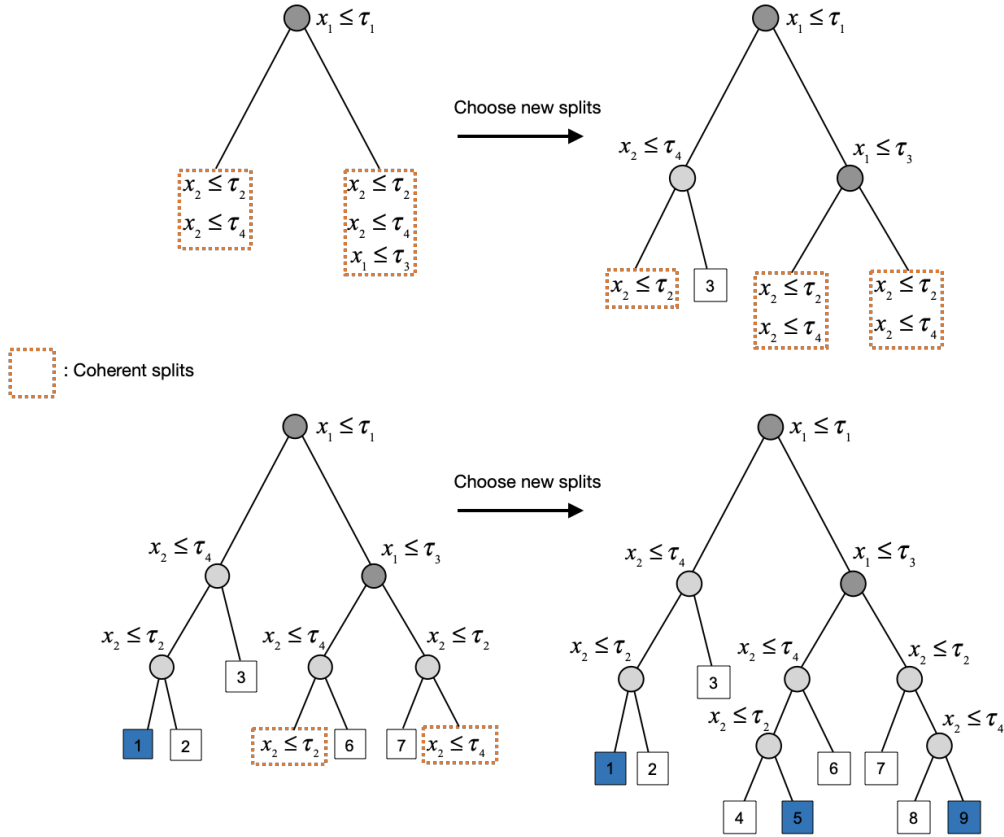 x₁ ≤ τ₁
x₁ ≤ τ₁
Choose new splits
x₂ ≤ τ₄
x₁ ≤ τ₃
x₂ ≤ τ₂
x₂ ≤ τ₄
x₂ ≤ τ₂
x₂ ≤ τ₄
x₁ ≤ τ₃
x₂ ≤ τ₂
3
x₂ ≤ τ₂
x₂ ≤ τ₄
x₂ ≤ τ₂
x₂ ≤ τ₄
: Coherent splits
x₁ ≤ τ₁
x₁ ≤ τ₁
Choose new splits
x₂ ≤ τ₄
x₁ ≤ τ₃
x₂ ≤ τ₂
x₂ ≤ τ₄
x₂ ≤ τ₂
3
1
2
x₂ ≤ τ₂
6
7
x₂ ≤ τ₄
x₂ ≤ τ₄
x₁ ≤ τ₃
x₂ ≤ τ₂
x₂ ≤ τ₄
x₂ ≤ τ₂
3
x₂ ≤ τ₂
x₂ ≤ τ₄
1
2
6
7
4
5
8
9